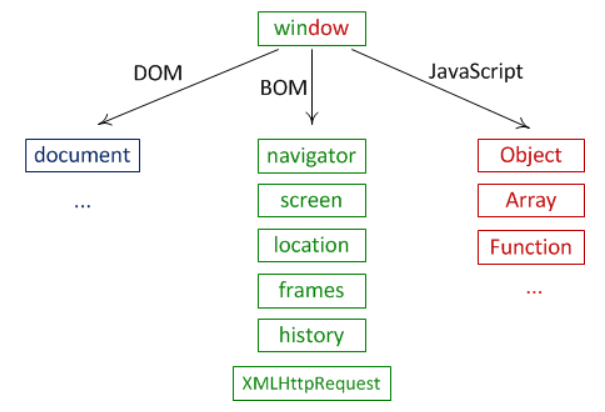 window
DOM
BOM
JavaScript
document
...
navigator
screen
location
frames
history
XMLHttpRequest
Object
Array
Function
...